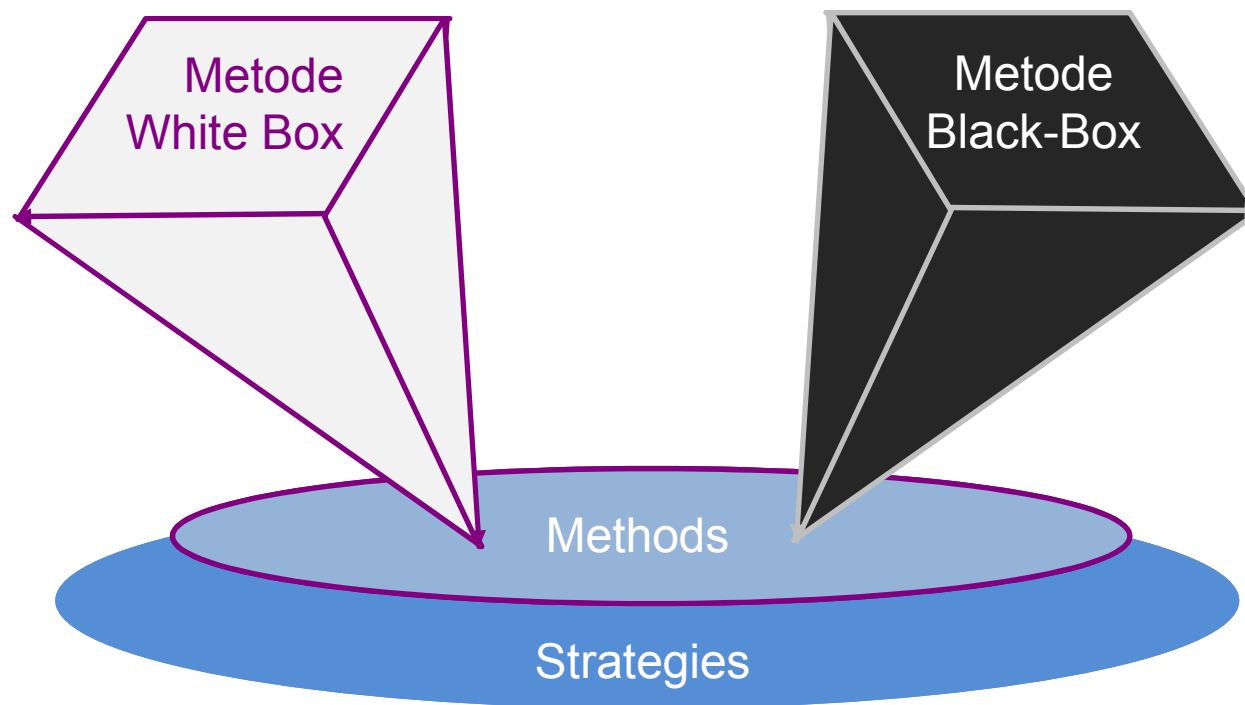 Metode
White Box
Metode
Black-Box
Methods
Strategies